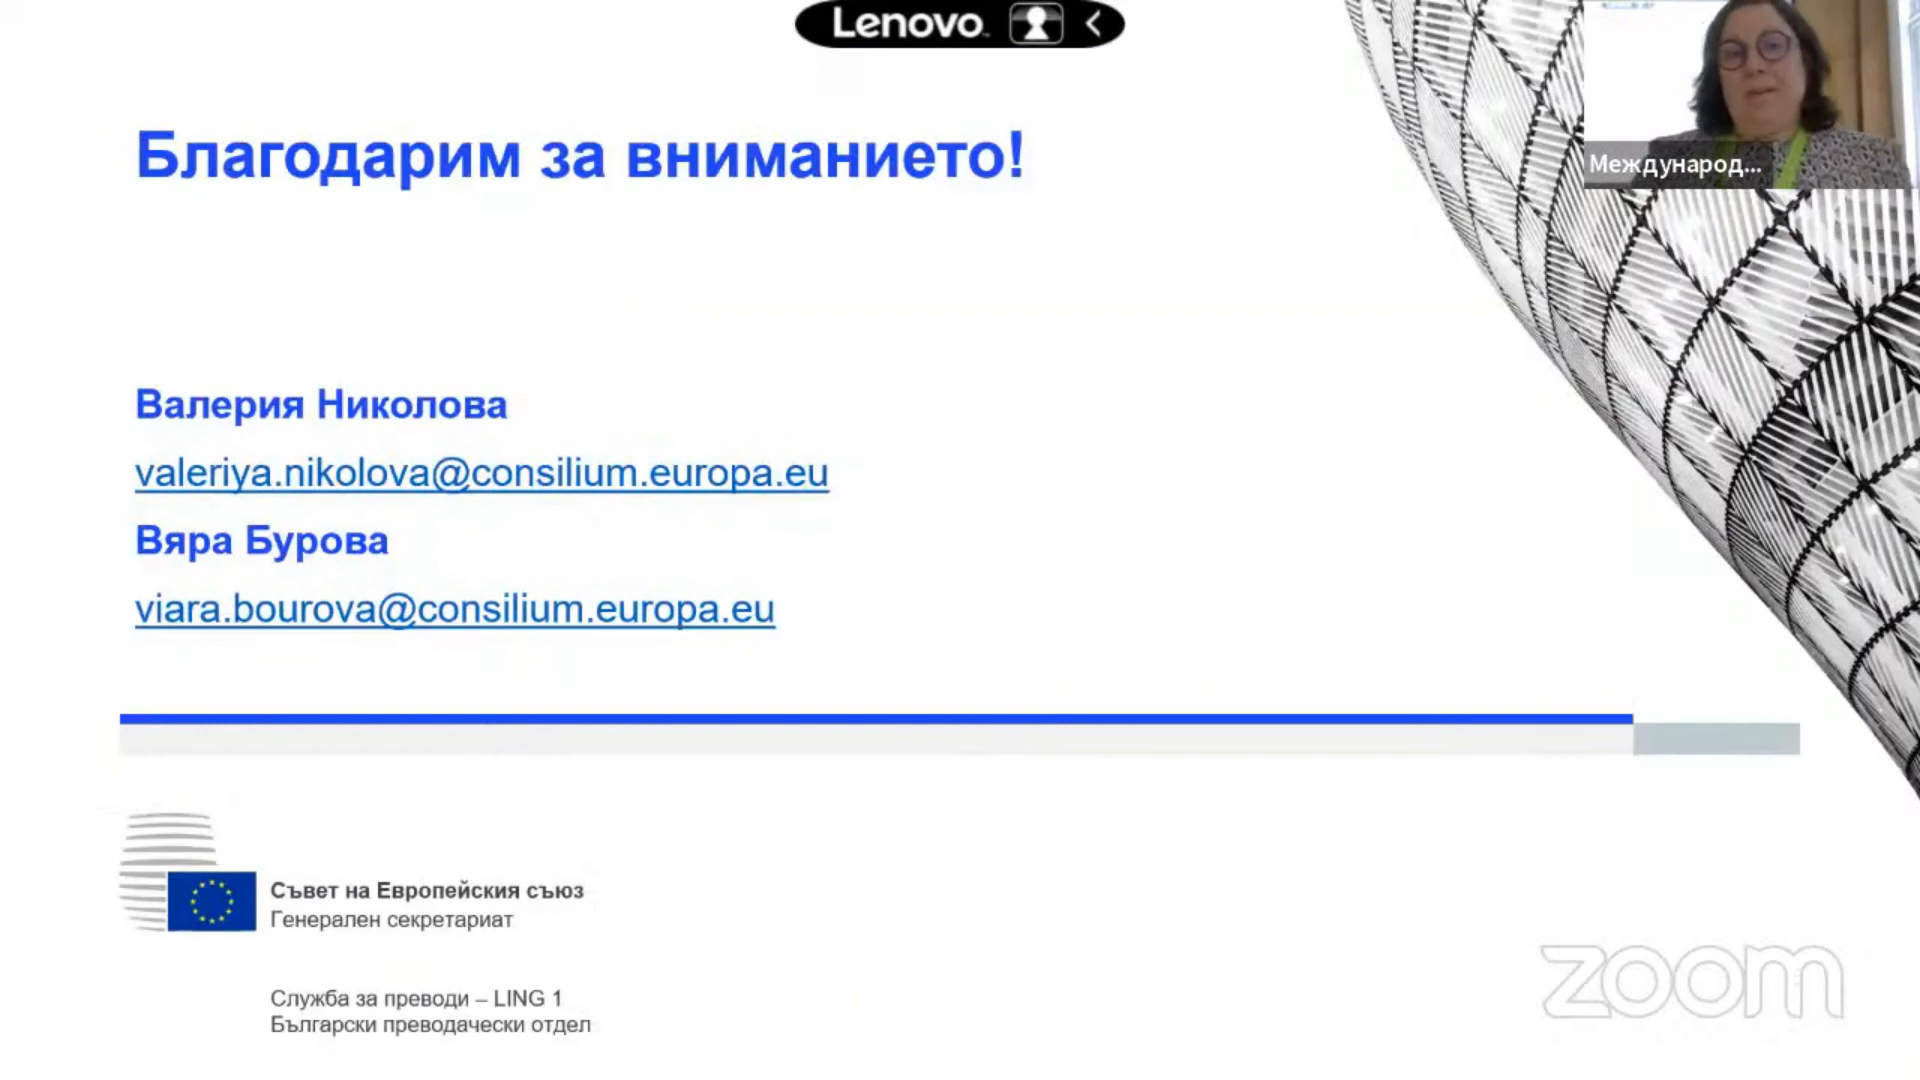 Lenovo
Благодарим за вниманието!
Международ...
Валерия Николова
valeriya.nikolova@consilium.europa.eu
Вяра Бурова
viara.bourova@consilium.europa.eu
Съвет на Европейския съюз
Генерален секретариат
Служба за преводи – LING 1
Български преводачески отдел
zoom